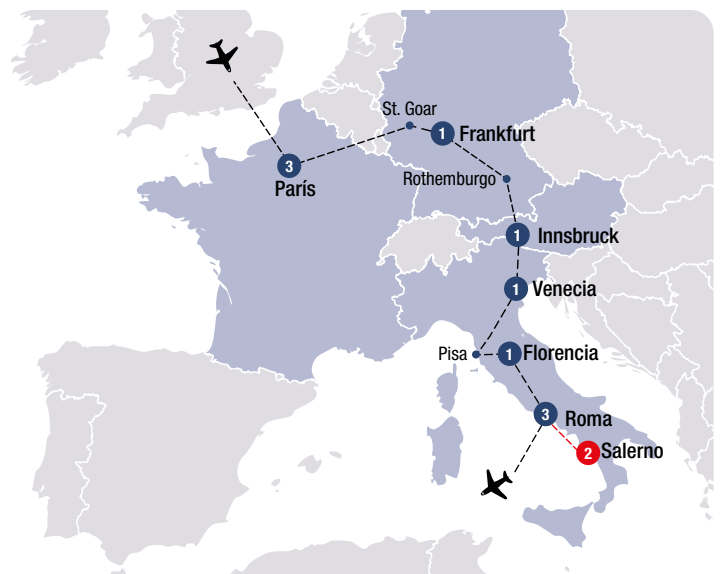 St. Goar
1 Frankfurt
3
París
Rothemburgo
1 Innsbruck
1 Venecia
Pisa
1 Florencia
3 Roma
2 Salerno